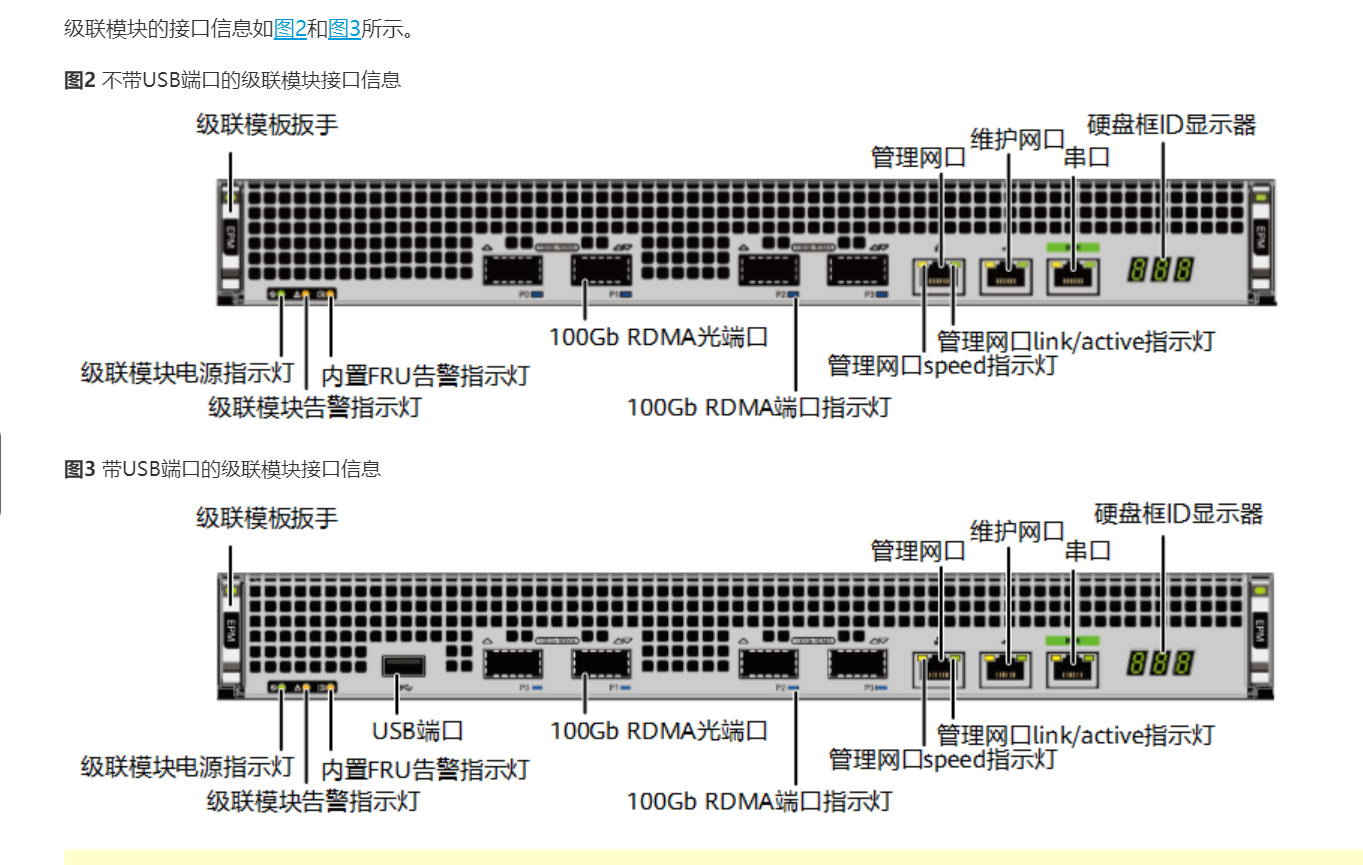 级联模块的接口信息如图2和图3所示。
图2 不带USB端口的级联模块接口信息
级联模板扳手
硬盘框ID显示器
维护网口
管理网口
串口
EPM
EPM
P0
P1
P2
P3
888
100Gb RDMA光端口
管理网口link/active指示灯
管理网口speed指示灯
级联模块电源指示灯
内置FRU告警指示灯
级联模块告警指示灯
100Gb RDMA端口指示灯
图3 带USB端口的级联模块接口信息
级联模板扳手
硬盘框ID显示器
维护网口
管理网口
串口
EPM
EPM
P0
P1
P2
P3
888
USB端口
100Gb RDMA光端口
管理网口link/active指示灯
管理网口speed指示灯
级联模块电源指示灯
内置FRU告警指示灯
级联模块告警指示灯
100Gb RDMA端口指示灯